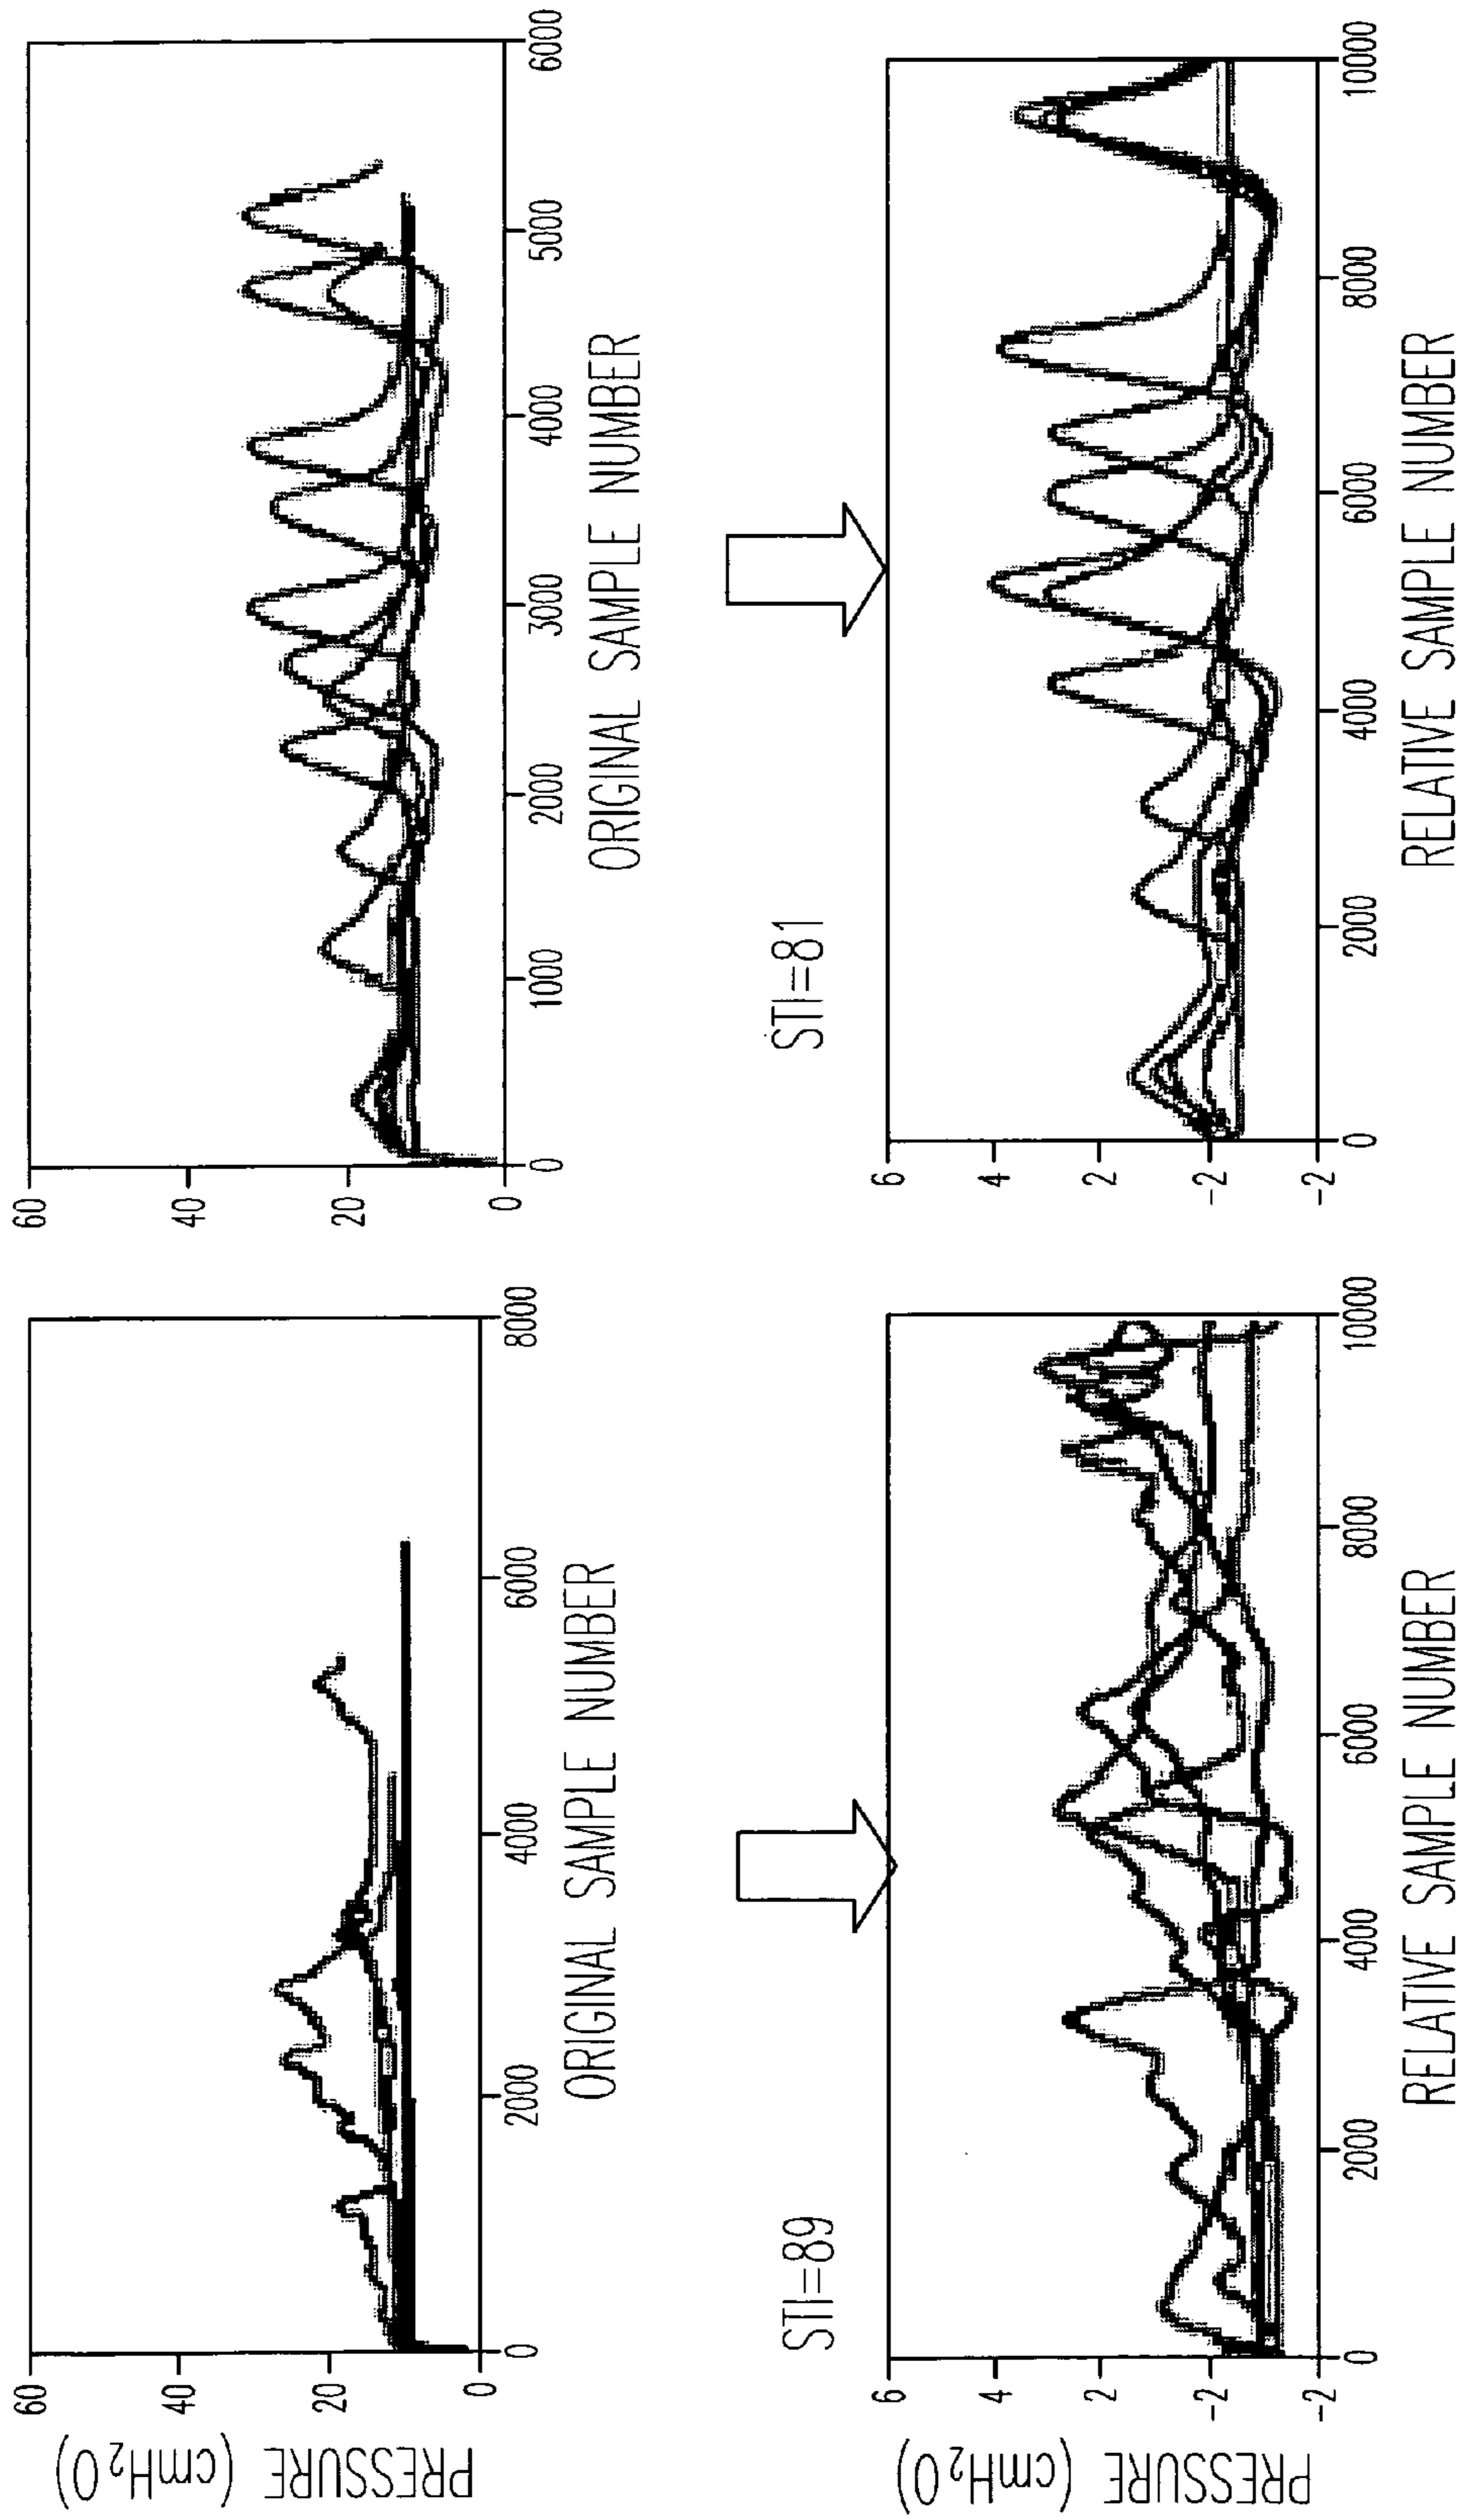 PRESSURE (cmH₂O)
60
40
20
0
0 2000 4000 6000 8000
ORIGINAL SAMPLE NUMBER
60
40
20
0
0 1000 2000 3000 4000 5000 6000
ORIGINAL SAMPLE NUMBER
STI=89
STI=81
PRESSURE (cmH₂O)
6
4
2
-2
-2
0 2000 4000 6000 8000 10000
RELATIVE SAMPLE NUMBER
6
4
2
-2
-2
0 2000 4000 6000 8000 10000
RELATIVE SAMPLE NUMBER